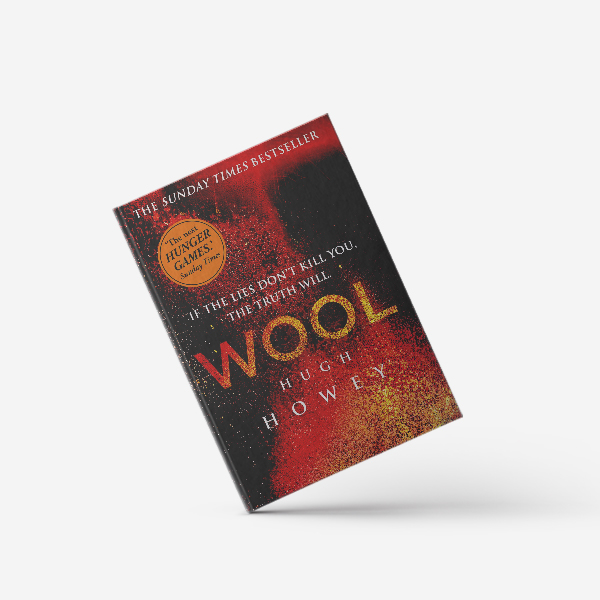 THE SUNDAY TIMES BESTSELLER
"The next
HUNGER
GAMES."
Sunday Times
IF THE LIES DON'T KILL YOU,
THE TRUTH WILL.
WOOL
HUGH
HOWEY